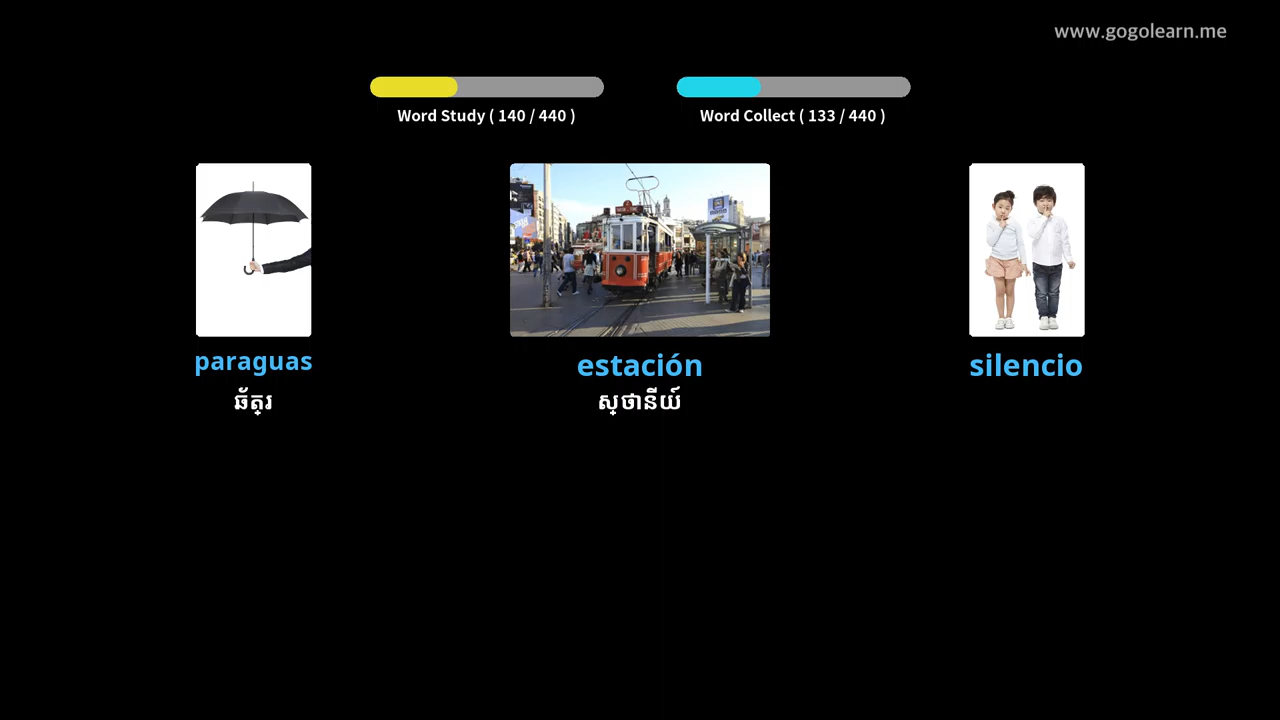 www.gogolearn.me
Word Study ( 140 / 440 )
Word Collect ( 133 / 440 )
paraguas
estación
silencio
ឆ័ត្រ
ស្ថានីយ៍